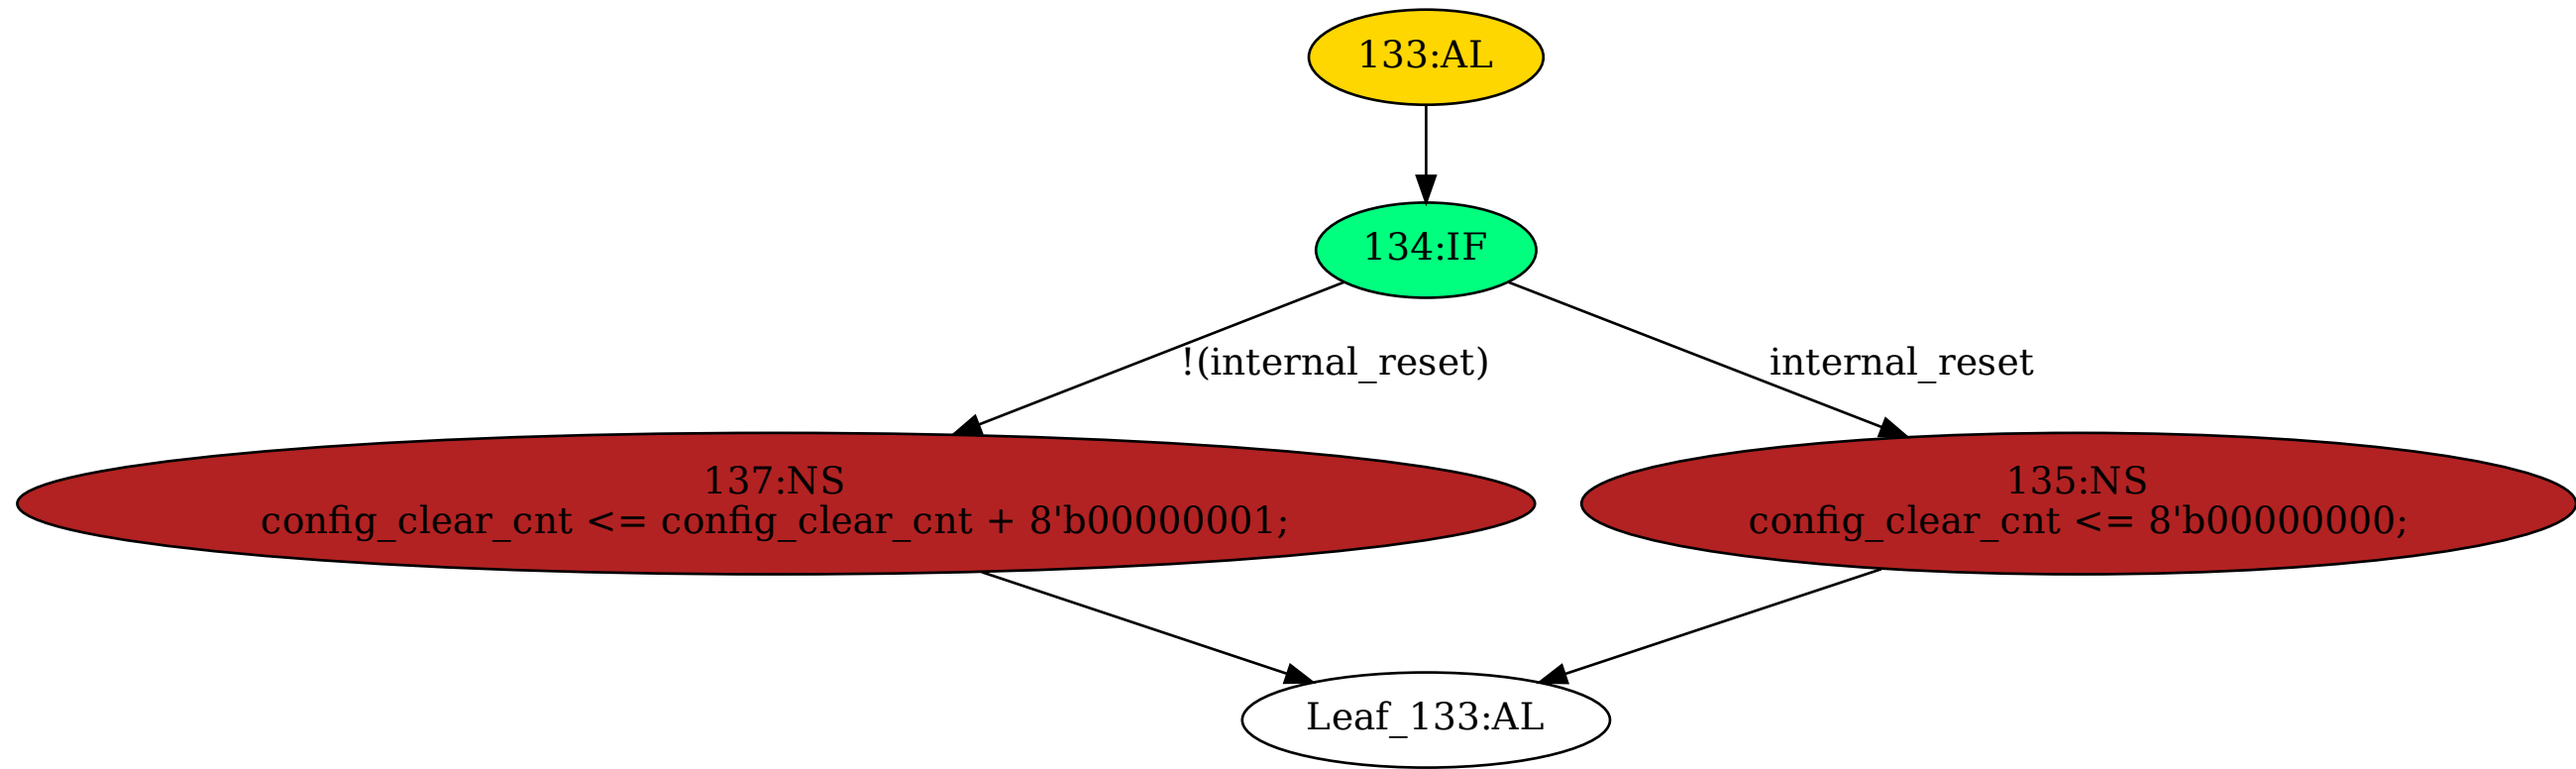 133:AL
134:IF
!(internal_reset)
internal_reset
137:NS
config_clear_cnt <= config_clear_cnt + 8'b00000001;
135:NS
config_clear_cnt <= 8'b00000000;
Leaf_133:AL